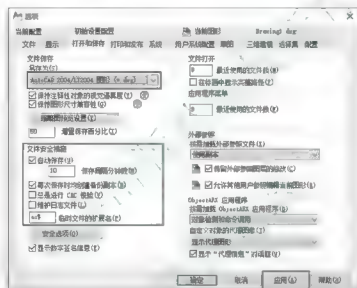 选项
当前配置 初始设置配置 当前图形 Drawing1.dwg
文件 显示 打开和保存 打印和发布 系统 用户系统配置 草图 三维建模 选择集 配置
文件保存
另存为(S)
AutoCAD 2004/LT2004 图形 (*.dwg)
保持注释性对象的视觉逼真度(T)
保持图形尺寸兼容性(Q)
缩略图预览设置(G)
50 增量保存百分比(I)
文件安全措施
自动保存(U)
10 保存间隔分钟数(M)
每次保存时均创建备份副本(B)
总是进行 CRC 校验(V)
维护日志文件(L)
ac$ 临时文件的扩展名(P)
安全选项(O)
显示数字签名信息(E)
文件打开
9 最近使用的文件数(N)
在标题中显示完整路径(F)
应用程序菜单
9 最近使用的文件数(R)
外部参照
按需加载外部参照文件(X)
使用副本
保留外部参照图层的修改(C)
允许其他用户参照编辑当前图形(R)
ObjectARX 应用程序
按需加载 ObjectARX 应用程序(D)
对象检测和命令调用
自定义对象的代理图像(J)
显示代理图形
显示“代理信息”对话框(W)
确定 取消 应用(A) 帮助(H)